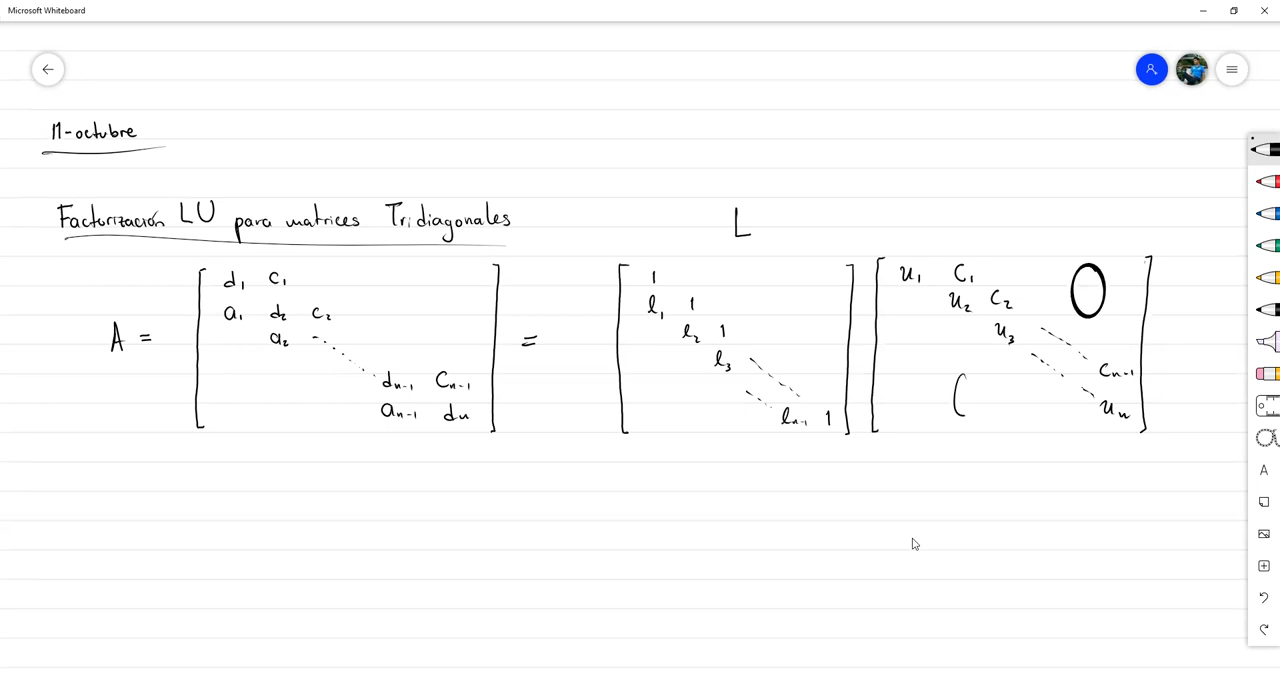 Microsoft Whiteboard
11-octubre
Factorización LU para matrices Tridiagonales
L
A = [ d₁ c₁ ] = [ 1 ] [ u₁ C₁ 0 ]
a₁ d₂ c₂ l₁ 1 u₂ C₂
a₂ l₂ 1 u₃
l₃
dₙ₋₁ Cₙ₋₁ Cₙ₋₁
aₙ₋₁ dₙ lₙ₋₁ 1 uₙ
A